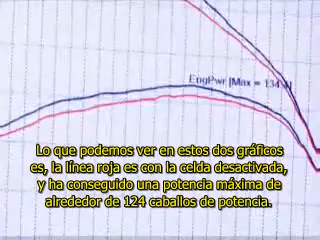 EngPwr [Max = 134
Lo que podemos ver en estos dos gráficos
es, la línea roja es con la celda desactivada,
y ha conseguido una potencia máxima de
alrededor de 124 caballos de potencia.